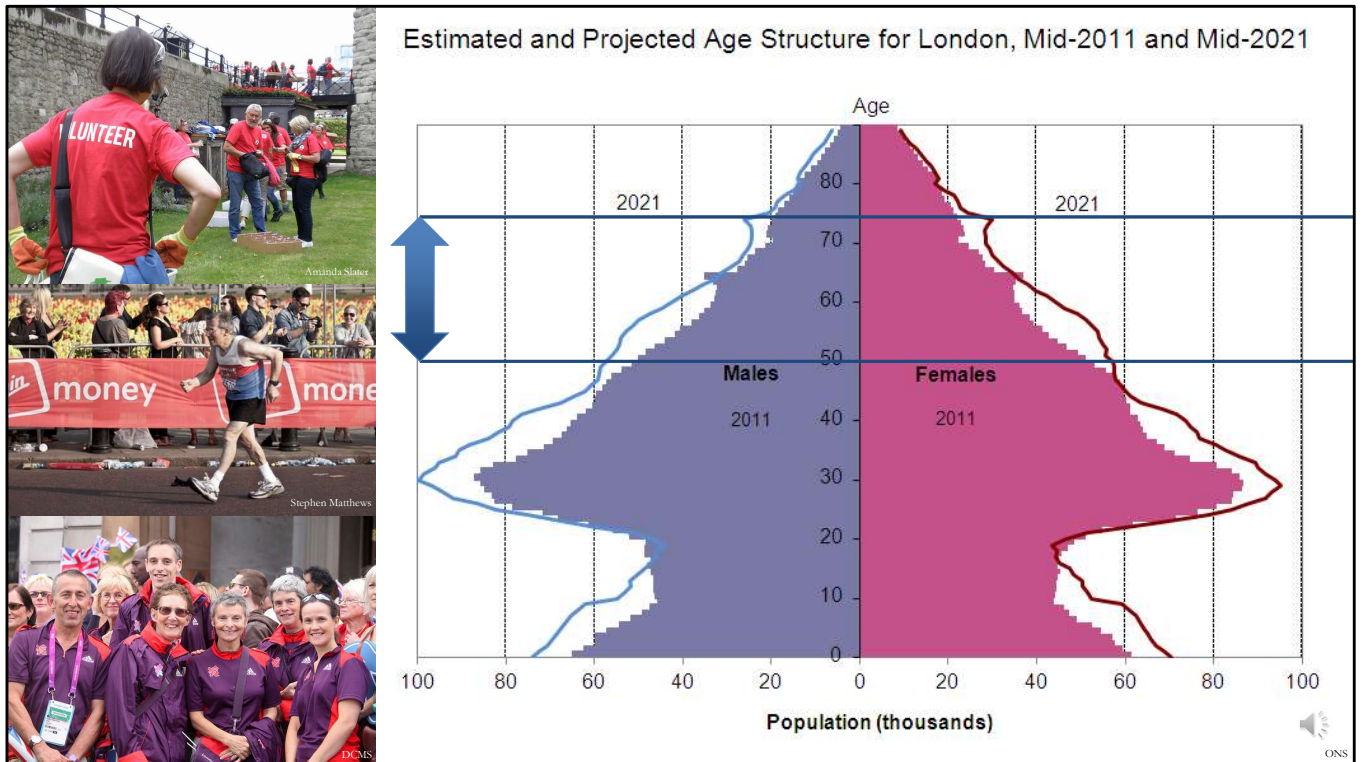 LUNTEER
Amanda Slater
in money
mone
Stephen Matthews
DCMS
Estimated and Projected Age Structure for London, Mid-2011 and Mid-2021
Age
2021
2021
80
70
60
50
40
30
20
10
0
Males
Females
2011
2011
100 80 60 40 20 0 20 40 60 80 100
Population (thousands)
ONS